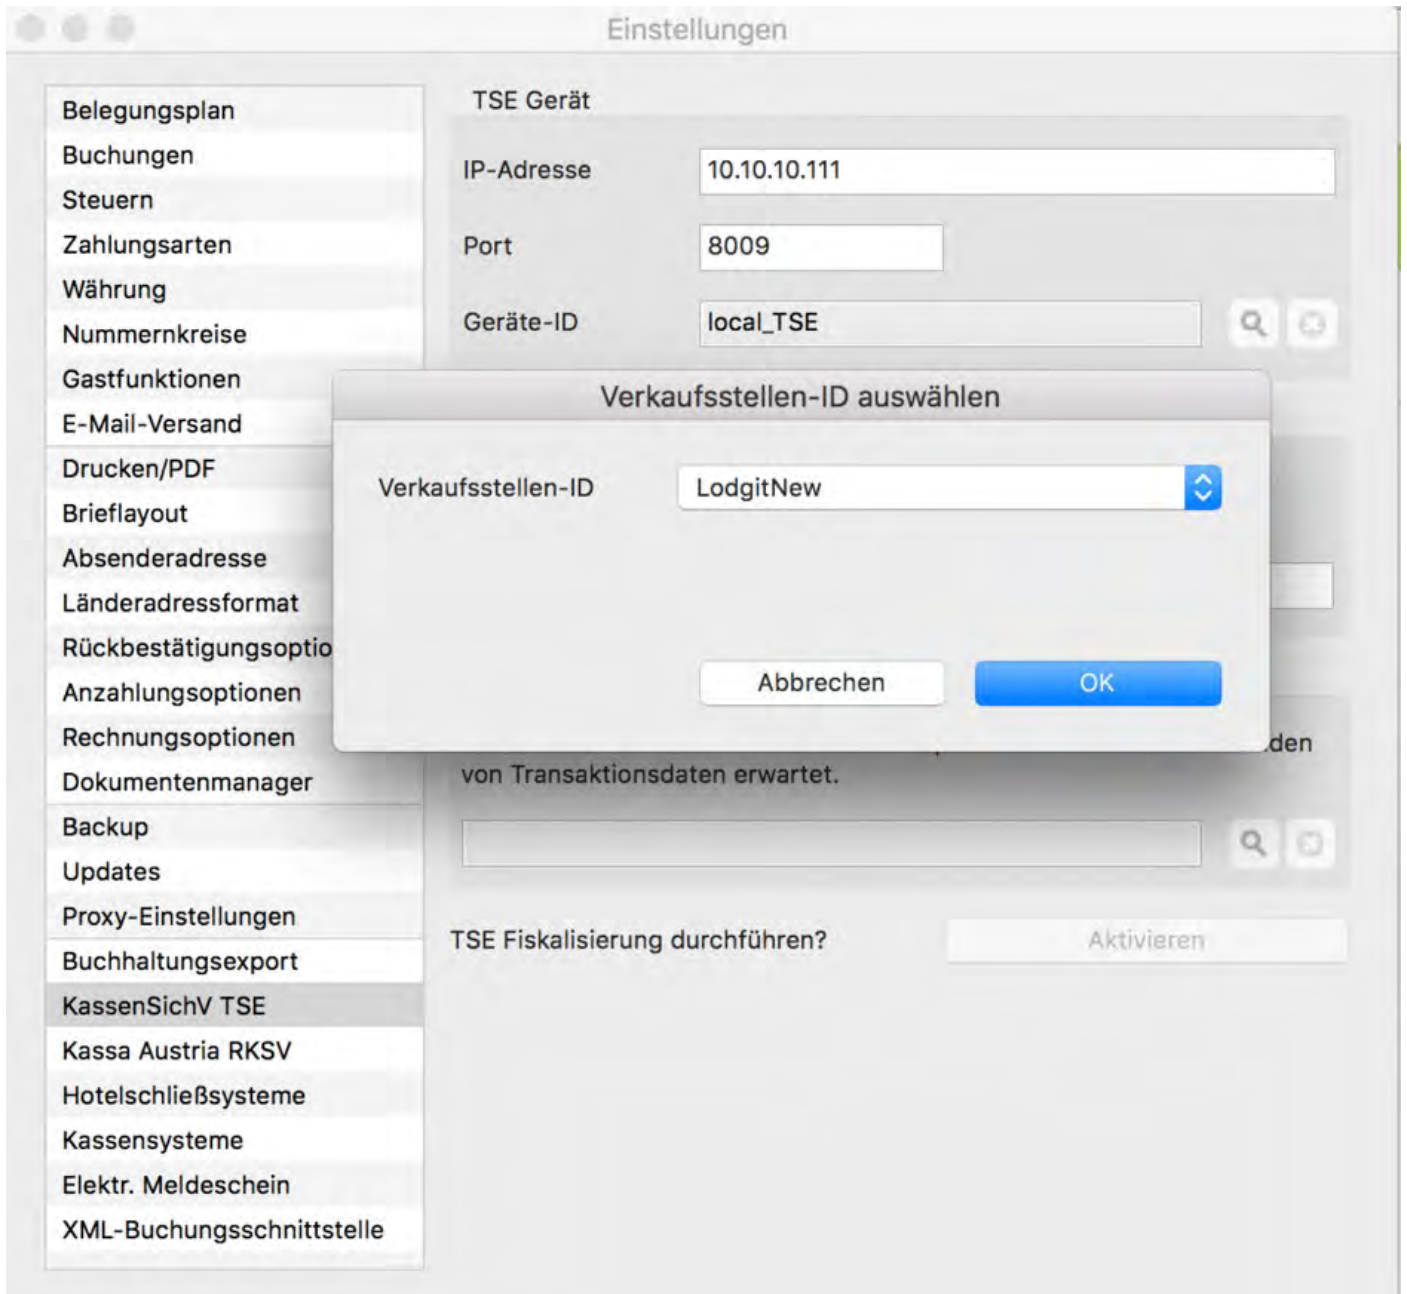 Einstellungen
Belegungsplan
Buchungen
Steuern
Zahlungsarten
Währung
Nummernkreise
Gastfunktionen
E-Mail-Versand
Drucken/PDF
Brieflayout
Absenderadresse
Länderadressformat
Rückbestätigungsoptio
Anzahlungsoptionen
Rechnungsoptionen
Dokumentenmanager
Backup
Updates
Proxy-Einstellungen
Buchhaltungsexport
KassenSichV TSE
Kassa Austria RKSV
Hotelschließsysteme
Kassensysteme
Elektr. Meldeschein
XML-Buchungsschnittstelle
TSE Gerät
IP-Adresse 10.10.10.111
Port 8009
Geräte-ID local_TSE
Verkaufsstellen-ID auswählen
Verkaufsstellen-ID LodgitNew
Abbrechen OK
den
von Transaktionsdaten erwartet.
TSE Fiskalisierung durchführen? Aktivieren